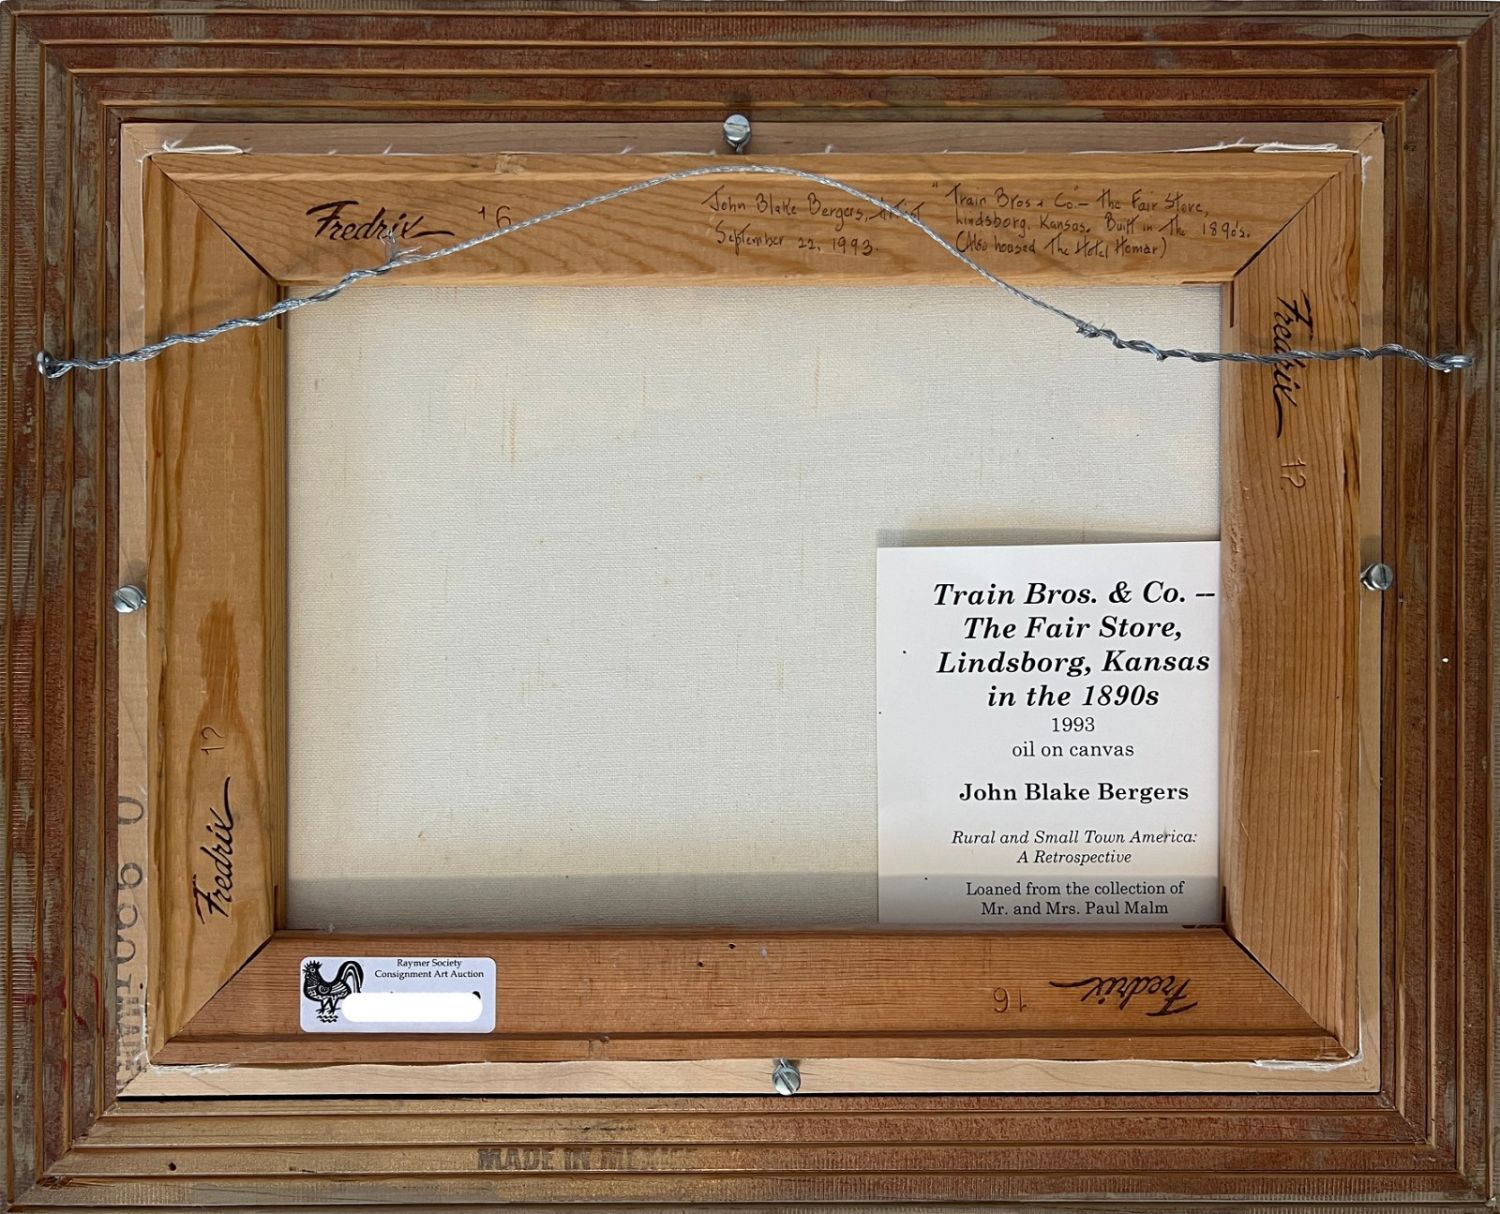 Fredrix
16
John Blake Bergers, Artist
September 22, 1993.
"Train Bros & Co." – The Fair Store,
Lindsborg, Kansas. Built in The 1890s.
(Also housed The Hotel Homar)
Fredrix
17
Train Bros. & Co. --
The Fair Store,
Lindsborg, Kansas
in the 1890s
1993
oil on canvas
John Blake Bergers
Rural and Small Town America:
A Retrospective
Loaned from the collection of
Mr. and Mrs. Paul Malm
17
Fredrix
Raymer Society
Consignment Art Auction
16
Fredrix
MADE IN MEXICO